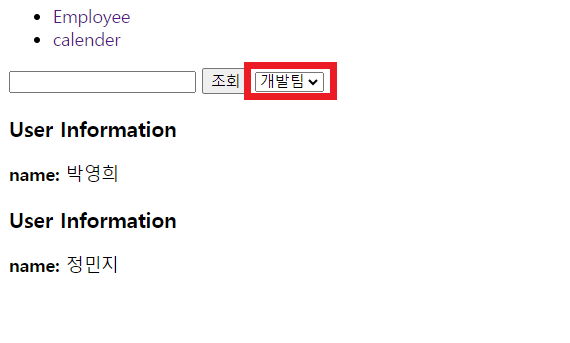 Employee
calender
조회 개발팀
User Information
name: 박영희
User Information
name: 정민지